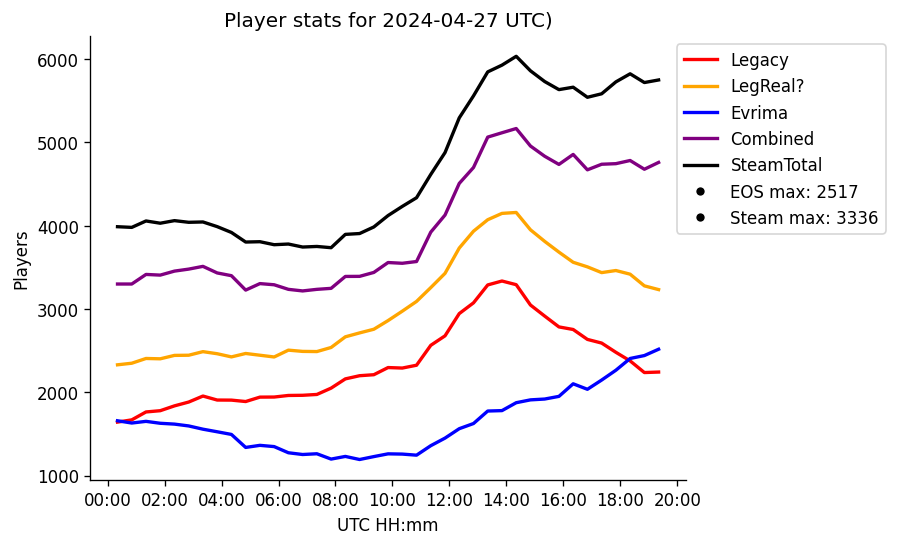 Player stats for 2024-04-27 UTC)
6000
5000
4000
3000
2000
1000
Players
00:00 02:00 04:00 06:00 08:00 10:00 12:00 14:00 16:00 18:00 20:00
UTC HH:mm
Legacy
LegReal?
Evrima
Combined
SteamTotal
EOS max: 2517
Steam max: 3336